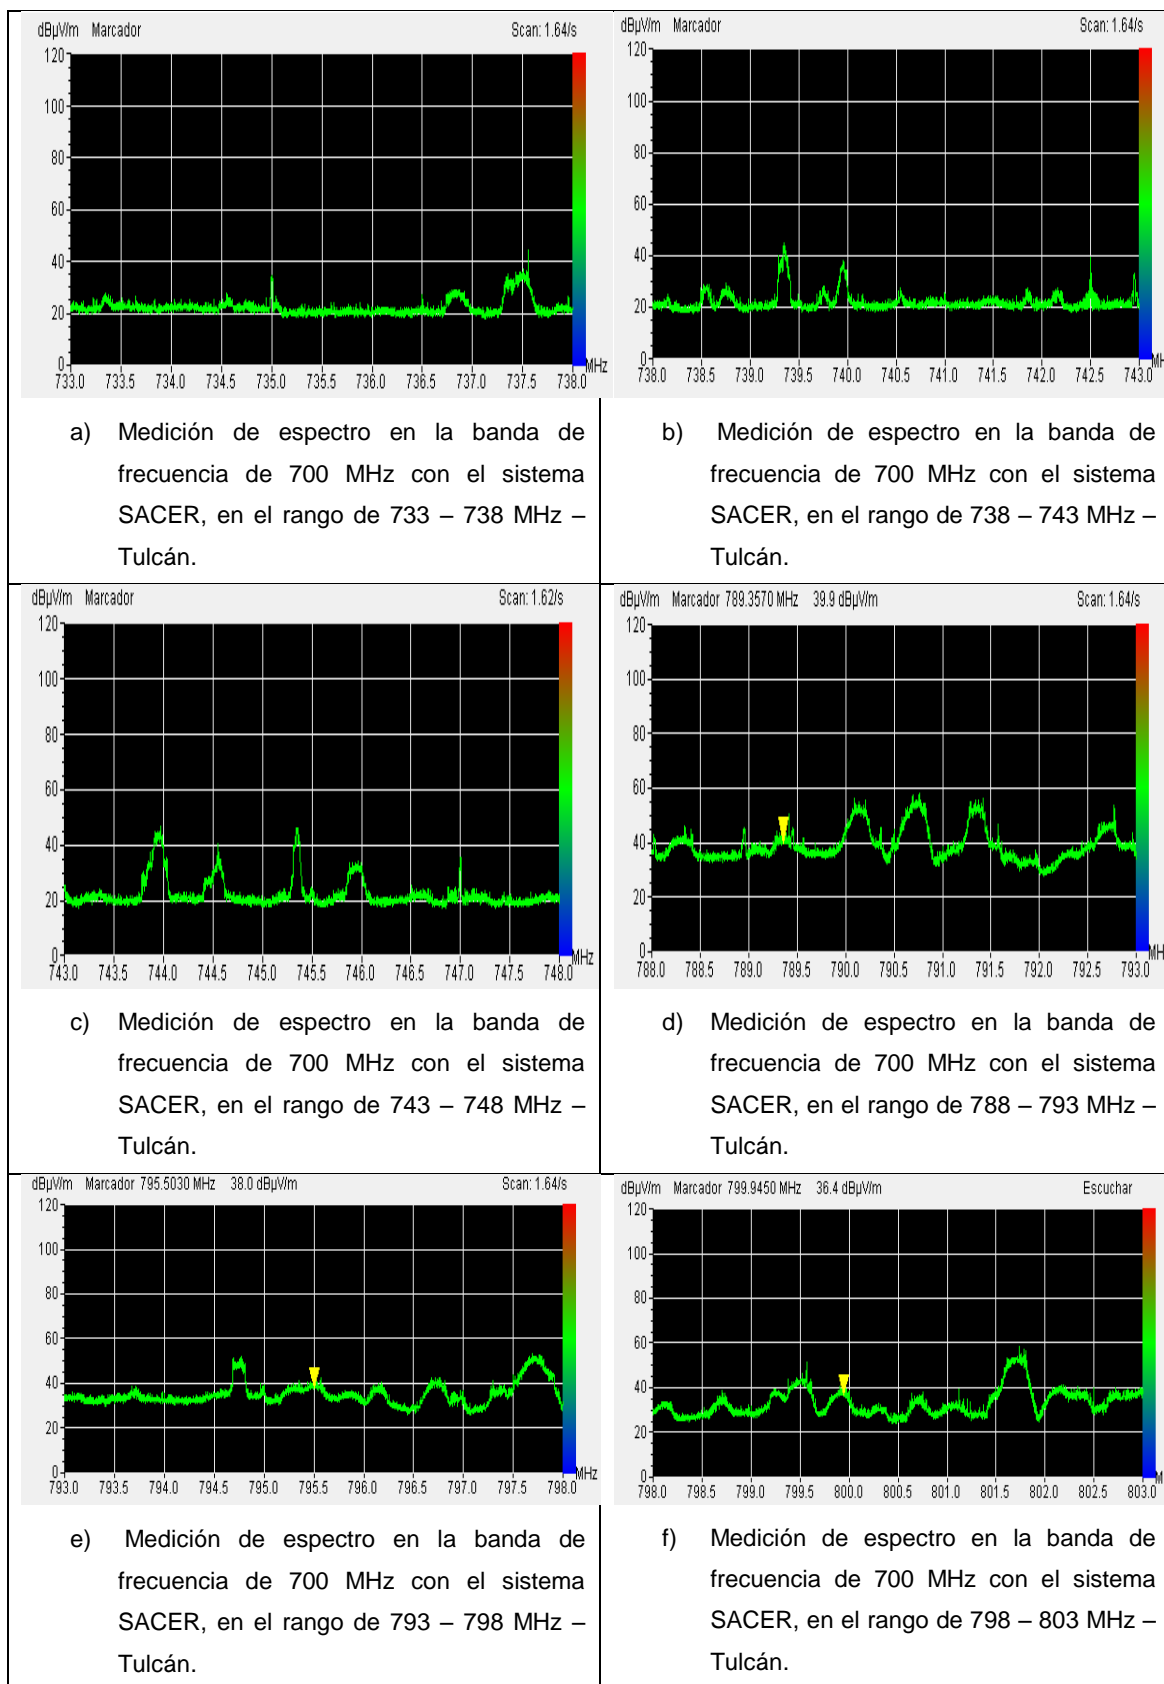 dBµV/m Marcador Scan: 1.64/s
120
100
80
60
40
20
0
733.0 733.5 734.0 734.5 735.0 735.5 736.0 736.5 737.0 737.5 738.0 MHz
a) Medición de espectro en la banda de
frecuencia de 700 MHz con el sistema
SACER, en el rango de 733 – 738 MHz –
Tulcán.
dBµV/m Marcador Scan: 1.64/s
120
100
80
60
40
20
0
738.0 738.5 739.0 739.5 740.0 740.5 741.0 741.5 742.0 742.5 743.0 MH
b) Medición de espectro en la banda de
frecuencia de 700 MHz con el sistema
SACER, en el rango de 738 – 743 MHz –
Tulcán.
dBµV/m Marcador Scan: 1.62/s
120
100
80
60
40
20
0
743.0 743.5 744.0 744.5 745.0 745.5 746.0 746.5 747.0 747.5 748.0 MHz
c) Medición de espectro en la banda de
frecuencia de 700 MHz con el sistema
SACER, en el rango de 743 – 748 MHz –
Tulcán.
dBµV/m Marcador 789.3570 MHz 39.9 dBµV/m Scan: 1.64/s
120
100
80
60
40
20
0
788.0 788.5 789.0 789.5 790.0 790.5 791.0 791.5 792.0 792.5 793.0 MH
d) Medición de espectro en la banda de
frecuencia de 700 MHz con el sistema
SACER, en el rango de 788 – 793 MHz –
Tulcán.
dBµV/m Marcador 795.5030 MHz 38.0 dBµV/m Scan: 1.64/s
120
100
80
60
40
20
0
793.0 793.5 794.0 794.5 795.0 795.5 796.0 796.5 797.0 797.5 798.0 MHz
e) Medición de espectro en la banda de
frecuencia de 700 MHz con el sistema
SACER, en el rango de 793 – 798 MHz –
Tulcán.
dBµV/m Marcador 799.9450 MHz 36.4 dBµV/m Escuchar
120
100
80
60
40
20
0
798.0 798.5 799.0 799.5 800.0 800.5 801.0 801.5 802.0 802.5 803.0 M
f) Medición de espectro en la banda de
frecuencia de 700 MHz con el sistema
SACER, en el rango de 798 – 803 MHz –
Tulcán.